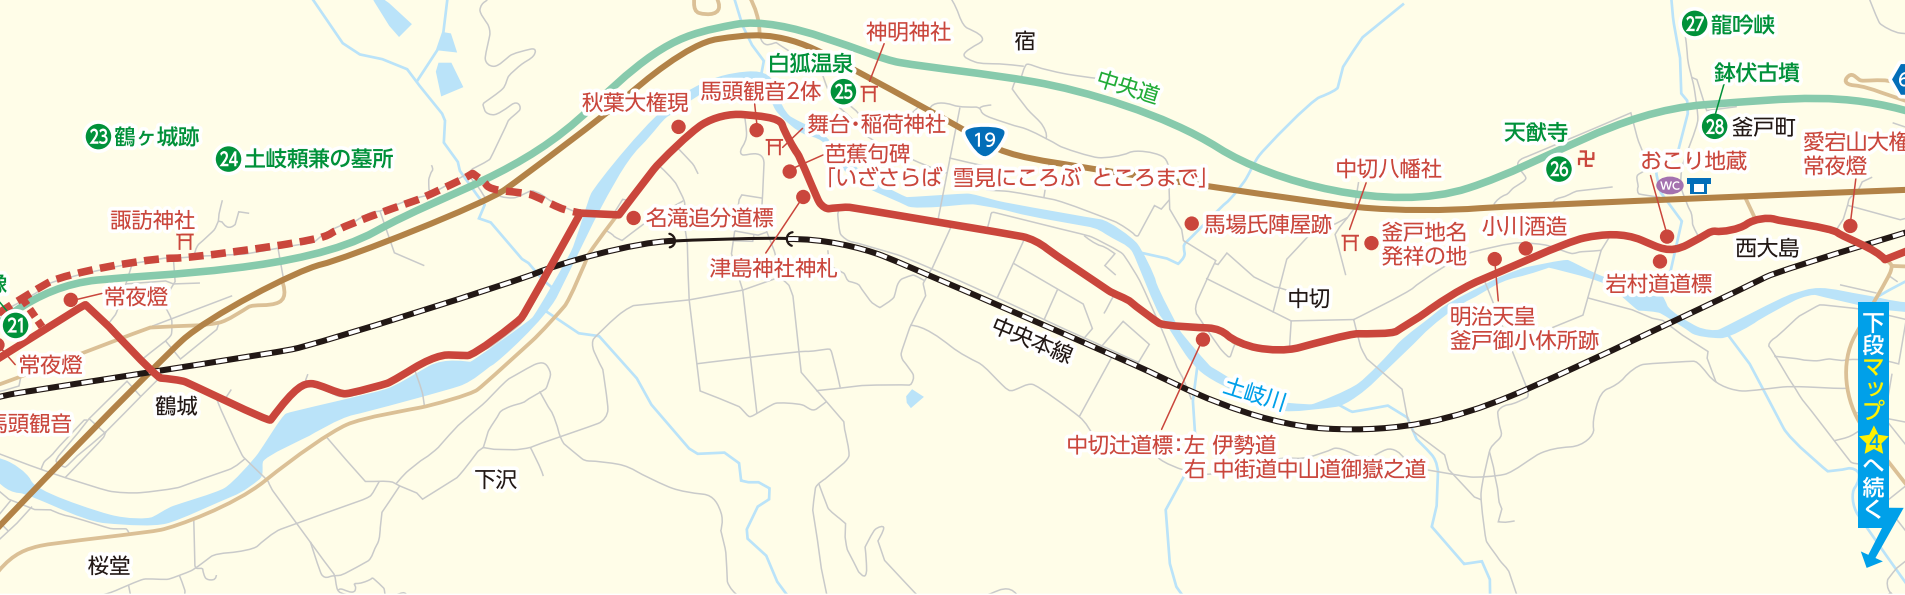 27 龍吟峡
神明神社
宿
白狐温泉
25
中央道
鉢伏古墳
28 釜戸町
秋葉大権現
馬頭観音2体
23 鶴ヶ城跡
24 土岐頼兼の墓所
舞台・稲荷神社
芭蕉句碑
「いざさらば 雪見にころぶ ところまで」
19
天猷寺
26
中切八幡社
おこり地蔵
WC
愛宕山大権
常夜燈
諏訪神社
名滝追分道標
馬場氏陣屋跡
釜戸地名
発祥の地
小川酒造
西大島
津島神社神札
常夜燈
21
岩村道道標
中切
明治天皇
釜戸御小休所跡
中央本線
常夜燈
鶴城
馬頭観音
土岐川
中切辻道標:左 伊勢道
右 中街道中山道御嶽之道
下沢
桜堂
下段マップ4へ続く